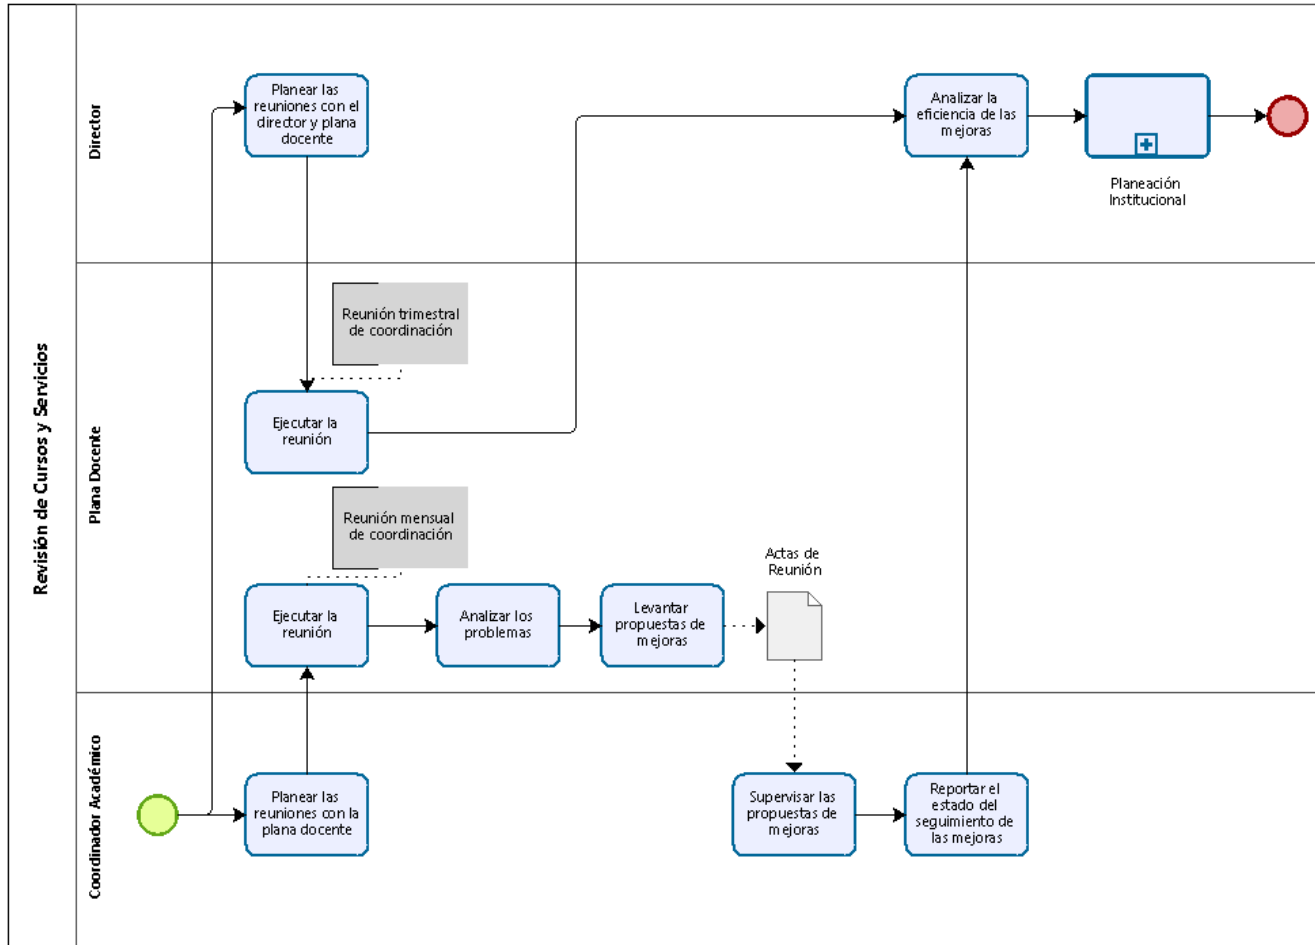 Revisión de Cursos y Servicios
Director
Planear las
reuniones con el
director y plana
docente
Analizar la
eficiencia de las
mejoras
Planeación
Institucional
Plana Docente
Reunión trimestral
de coordinación
Ejecutar la
reunión
Reunión mensual
de coordinación
Ejecutar la
reunión
Analizar los
problemas
Levantar
propuestas de
mejoras
Actas de
Reunión
Coordinador Académico
Planear las
reuniones con la
plana docente
Supervisar las
propuestas de
mejoras
Reportar el
estado del
seguimiento de
las mejoras